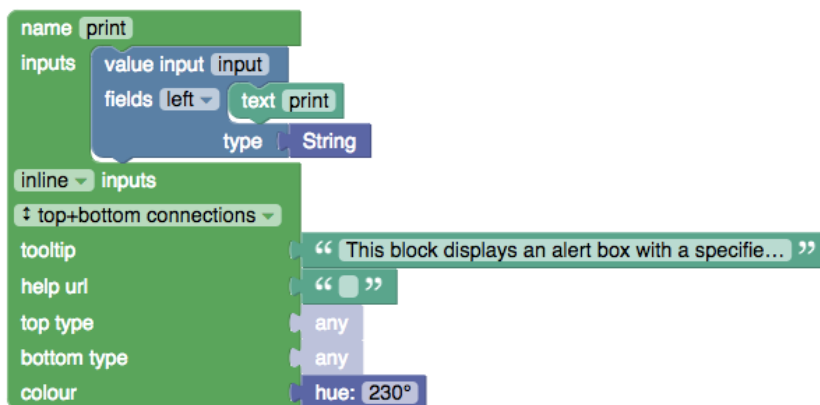 name print
inputs value input input
fields left text print
type String
inline inputs
top+bottom connections
tooltip “ This block displays an alert box with a specifie... ”
help url “ ”
top type any
bottom type any
colour hue: 230°